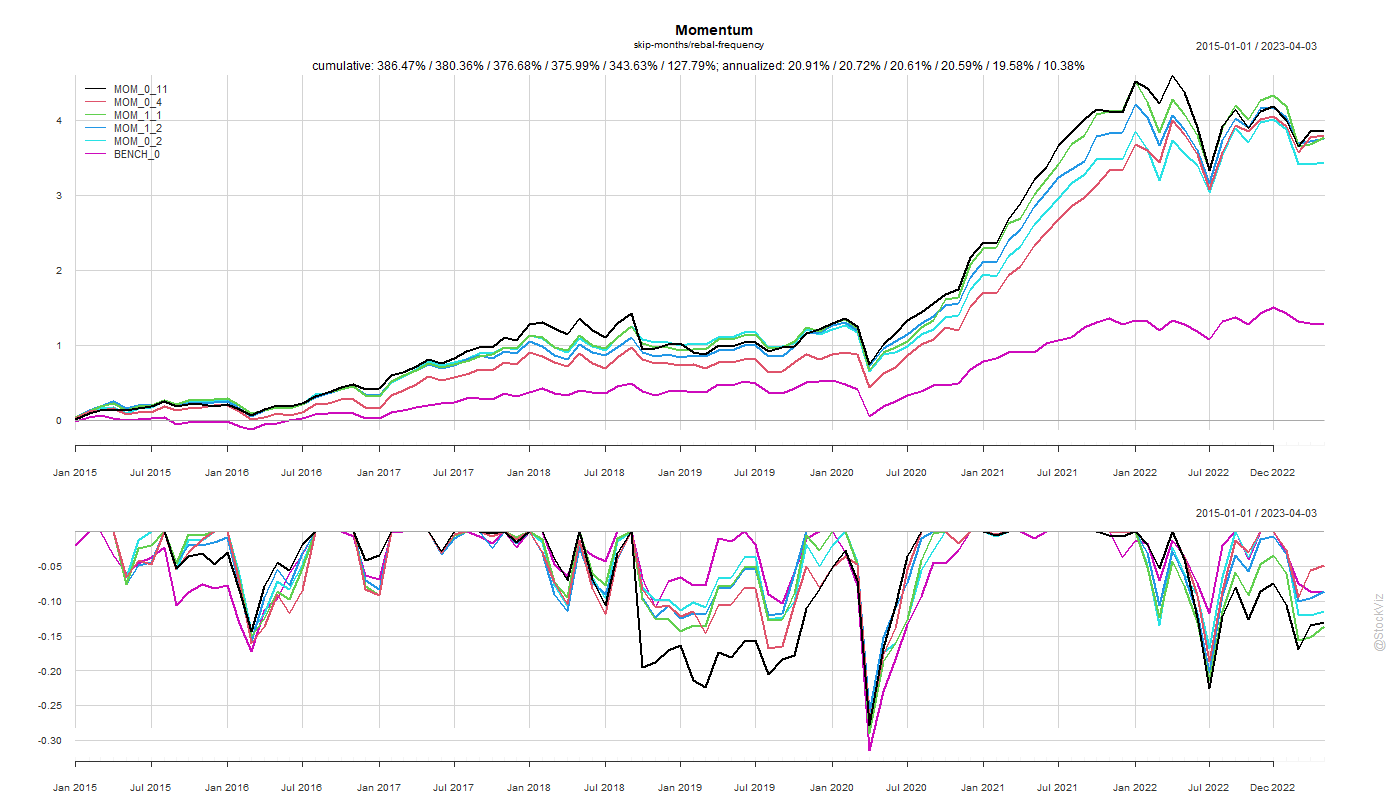 Momentum
skip-months/rebal-frequency
2015-01-01 / 2023-04-03
cumulative: 386.47% / 380.36% / 376.68% / 375.99% / 343.63% / 127.79%; annualized: 20.91% / 20.72% / 20.61% / 20.59% / 19.58% / 10.38%
MOM_0_11
MOM_0_4
MOM_1_1
MOM_1_2
MOM_0_2
BENCH_0
4
3
2
1
0
Jan 2015 Jul 2015 Jan 2016 Jul 2016 Jan 2017 Jul 2017 Jan 2018 Jul 2018 Jan 2019 Jul 2019 Jan 2020 Jul 2020 Jan 2021 Jul 2021 Jan 2022 Jul 2022 Dec 2022
2015-01-01 / 2023-04-03
-0.05
-0.10
-0.15
-0.20
-0.25
-0.30
Jan 2015 Jul 2015 Jan 2016 Jul 2016 Jan 2017 Jul 2017 Jan 2018 Jul 2018 Jan 2019 Jul 2019 Jan 2020 Jul 2020 Jan 2021 Jul 2021 Jan 2022 Jul 2022 Dec 2022
@StockViz